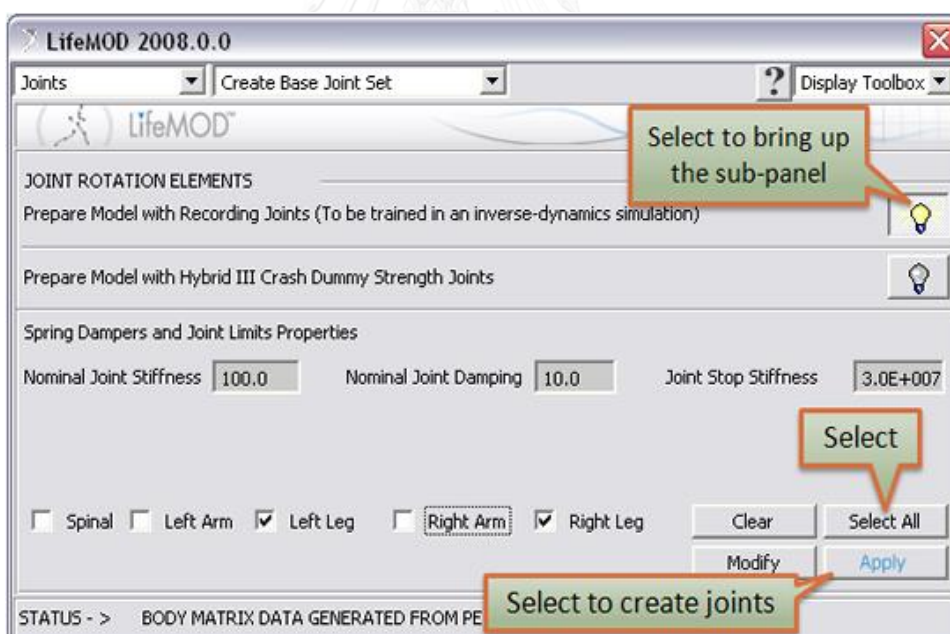 LifeMOD 2008.0.0
Joints Create Base Joint Set ? Display Toolbox
LifeMOD™
Select to bring up
the sub-panel
JOINT ROTATION ELEMENTS
Prepare Model with Recording Joints (To be trained in an inverse-dynamics simulation)
Prepare Model with Hybrid III Crash Dummy Strength Joints
Spring Dampers and Joint Limits Properties
Nominal Joint Stiffness 100.0 Nominal Joint Damping 10.0 Joint Stop Stiffness 3.0E+007
Select
Spinal Left Arm Left Leg Right Arm Right Leg Clear Select All
Modify Apply
Select to create joints
STATUS - > BODY MATRIX DATA GENERATED FROM